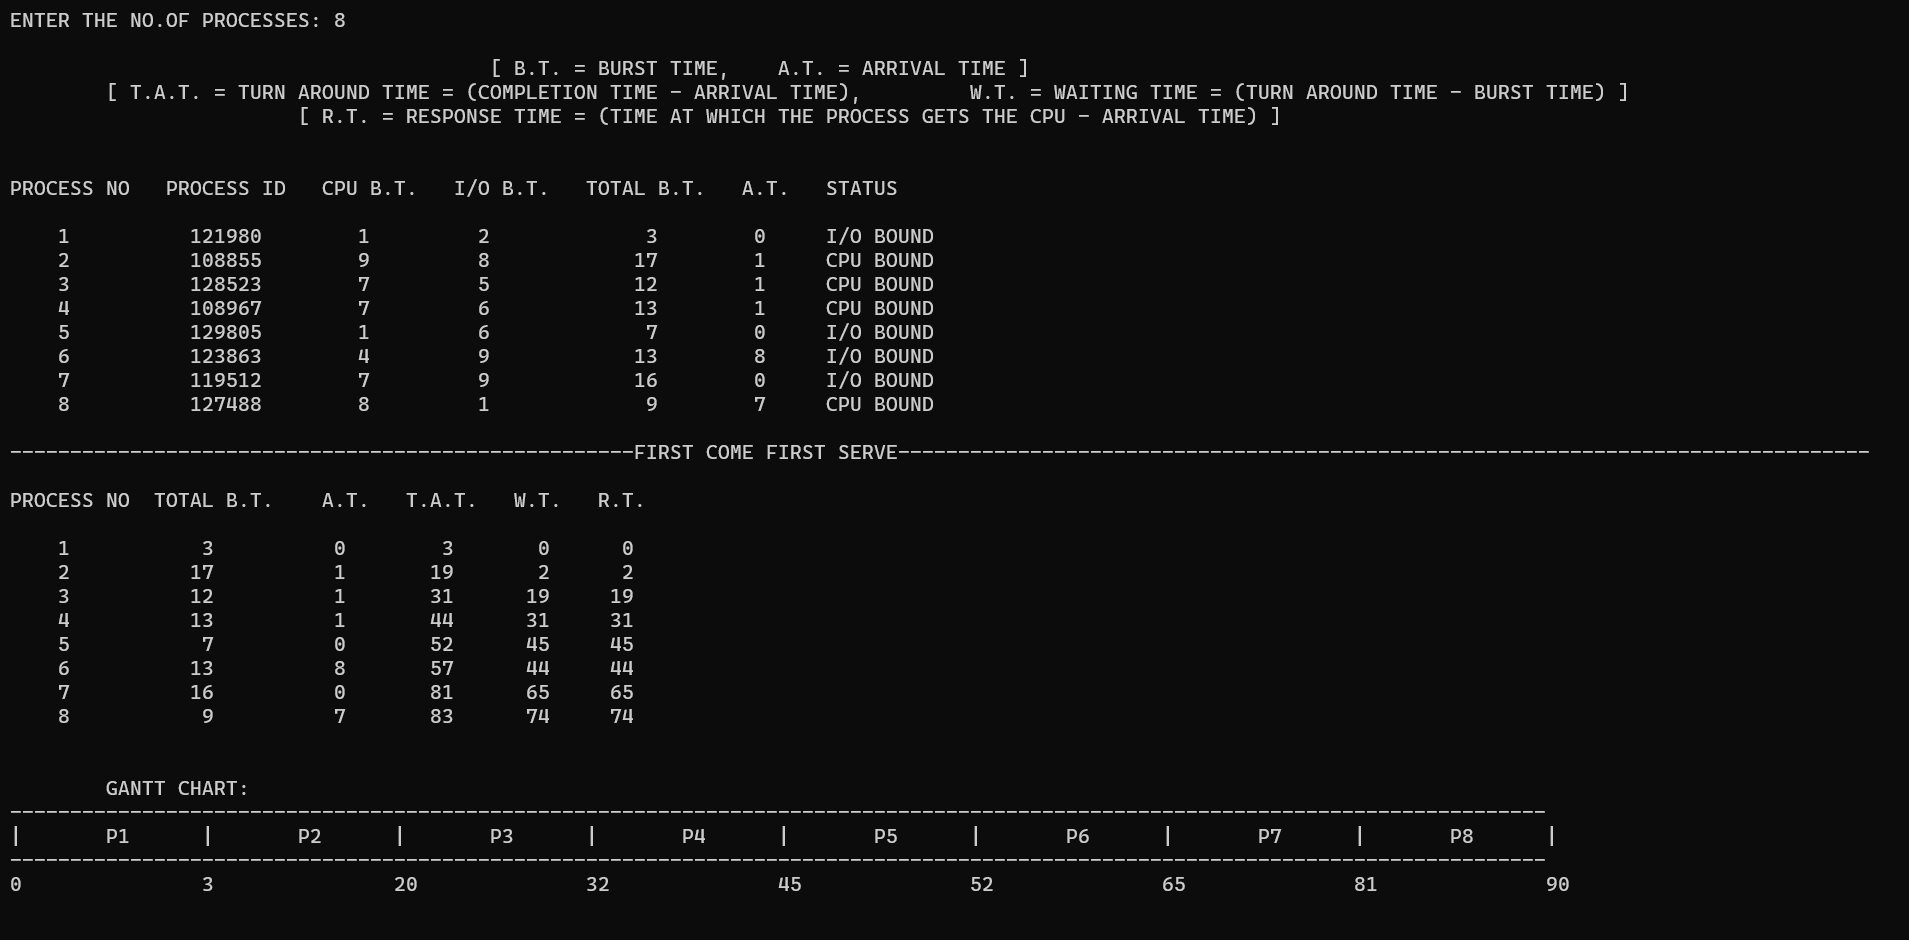 ENTER THE NO.OF PROCESSES: 8
[ B.T. = BURST TIME,    A.T. = ARRIVAL TIME ]
[ T.A.T. = TURN AROUND TIME = (COMPLETION TIME - ARRIVAL TIME),         W.T. = WAITING TIME = (TURN AROUND TIME - BURST TIME) ]
[ R.T. = RESPONSE TIME = (TIME AT WHICH THE PROCESS GETS THE CPU - ARRIVAL TIME) ]
PROCESS NO   PROCESS ID   CPU B.T.   I/O B.T.   TOTAL B.T.   A.T.   STATUS
1          121980        1         2             3        0     I/O BOUND
2          108855        9         8            17        1     CPU BOUND
3          128523        7         5            12        1     CPU BOUND
4          108967        7         6            13        1     CPU BOUND
5          129805        1         6             7        0     I/O BOUND
6          123863        4         9            13        8     I/O BOUND
7          119512        7         9            16        0     I/O BOUND
8          127488        8         1             9        7     CPU BOUND
----------------------------------------------------FIRST COME FIRST SERVE---------------------------------------------------------------------------------
PROCESS NO  TOTAL B.T.    A.T.   T.A.T.   W.T.   R.T.
1           3          0        3       0      0
2          17          1       19       2      2
3          12          1       31      19     19
4          13          1       44      31     31
5           7          0       52      45     45
6          13          8       57      44     44
7          16          0       81      65     65
8           9          7       83      74     74
GANTT CHART:
--------------------------------------------------------------------------------------------------------------------------------
|       P1      |       P2      |       P3      |       P4      |       P5      |       P6      |       P7      |       P8      |
--------------------------------------------------------------------------------------------------------------------------------
0               3               20              32              45              52              65              81              90